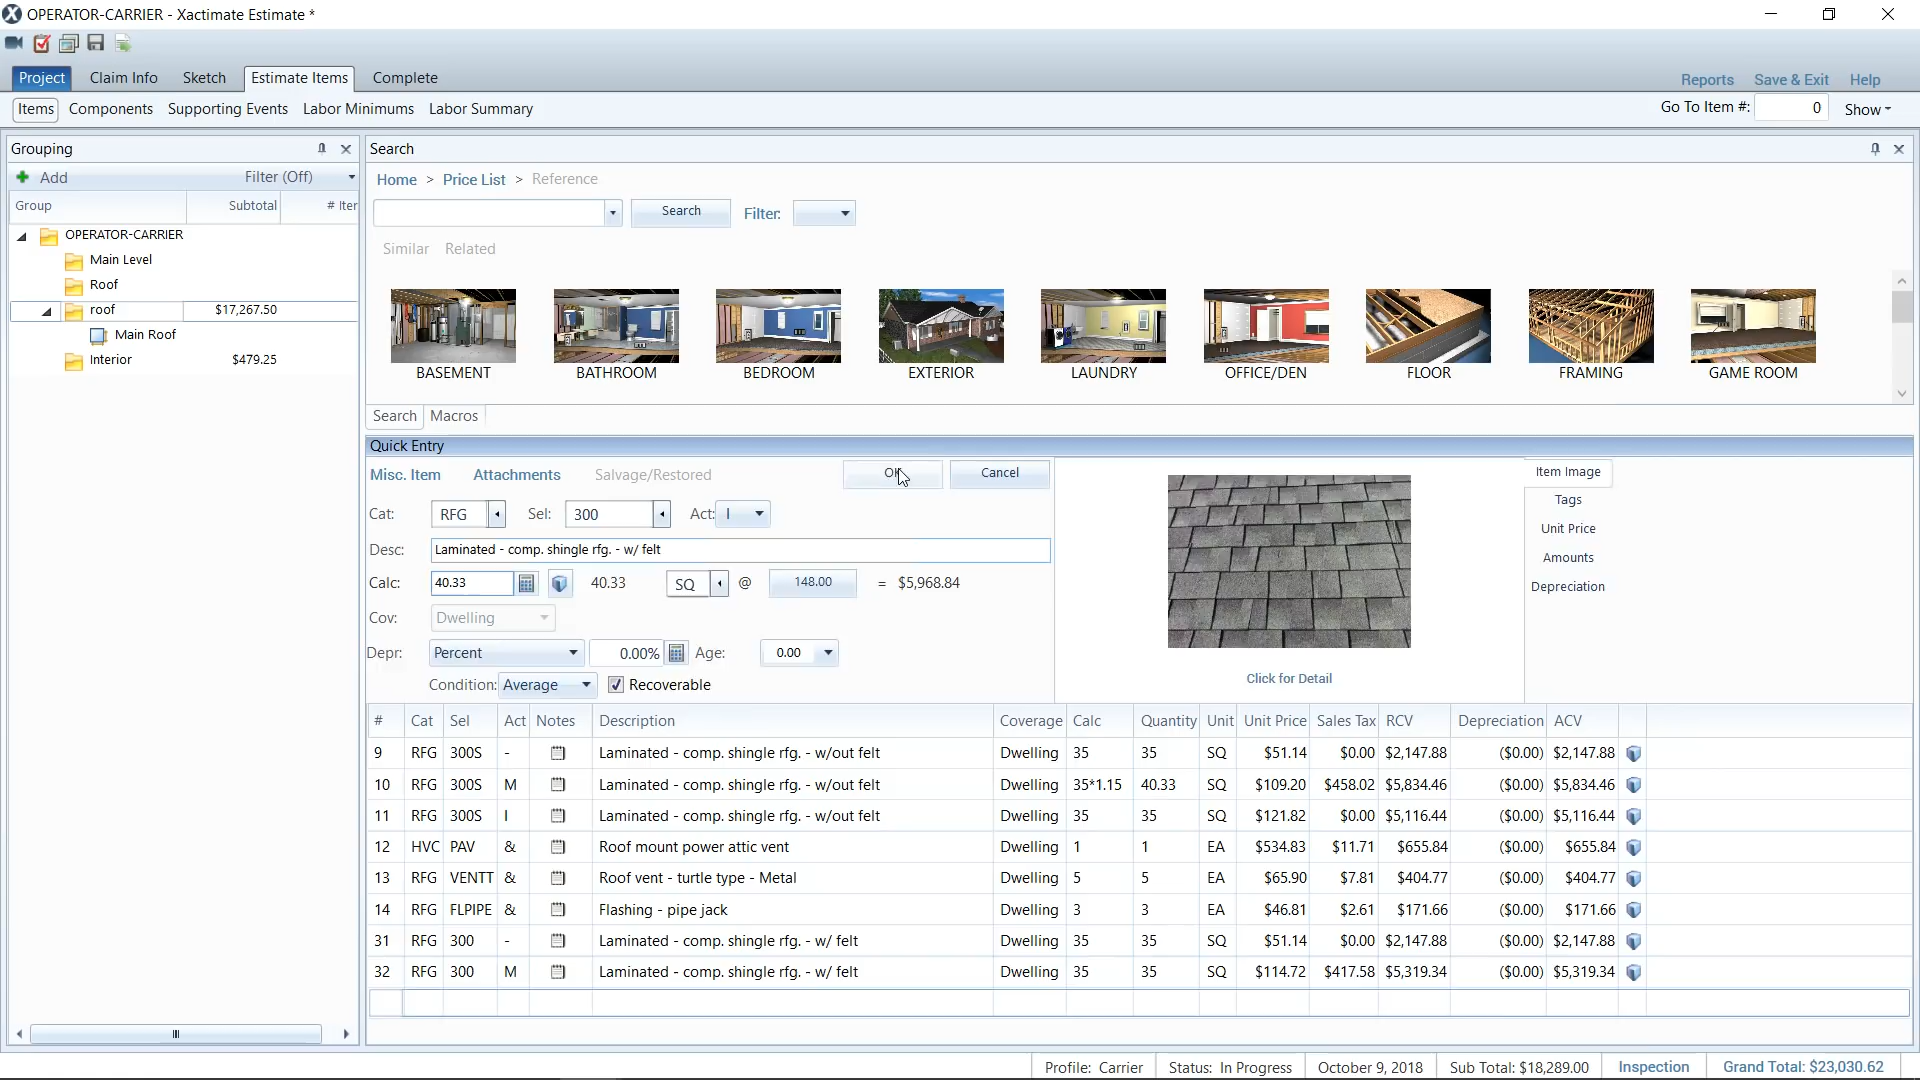 OPERATOR-CARRIER - Xactimate Estimate *
Project Claim Info Sketch Estimate Items Complete
Reports Save & Exit Help
Items Components Supporting Events Labor Minimums Labor Summary
Go To Item #: 0 Show
Grouping
Add Filter (Off)
Group Subtotal # Iter
OPERATOR-CARRIER
Main Level
Roof
roof $17,267.50
Main Roof
Interior $479.25
Search
Home > Price List > Reference
Search Filter:
Similar Related
BASEMENT BATHROOM BEDROOM EXTERIOR LAUNDRY OFFICE/DEN FLOOR FRAMING GAME ROOM
Search Macros
Quick Entry
Misc. Item Attachments Salvage/Restored OK Cancel
Cat: RFG Sel: 300 Act: I
Desc: Laminated - comp. shingle rfg. - w/ felt
Calc: 40.33 40.33 SQ @ 148.00 = $5,968.84
Cov: Dwelling
Depr: Percent 0.00% Age: 0.00
Condition: Average Recoverable
Click for Detail
Item Image
Tags
Unit Price
Amounts
Depreciation
# Cat Sel Act Notes Description Coverage Calc Quantity Unit Unit Price Sales Tax RCV Depreciation ACV
9 RFG 300S - Laminated - comp. shingle rfg. - w/out felt Dwelling 35 35 SQ $51.14 $0.00 $2,147.88 ($0.00) $2,147.88
10 RFG 300S M Laminated - comp. shingle rfg. - w/out felt Dwelling 35*1.15 40.33 SQ $109.20 $458.02 $5,834.46 ($0.00) $5,834.46
11 RFG 300S I Laminated - comp. shingle rfg. - w/out felt Dwelling 35 35 SQ $121.82 $0.00 $5,116.44 ($0.00) $5,116.44
12 HVC PAV & Roof mount power attic vent Dwelling 1 1 EA $534.83 $11.71 $655.84 ($0.00) $655.84
13 RFG VENTT & Roof vent - turtle type - Metal Dwelling 5 5 EA $65.90 $7.81 $404.77 ($0.00) $404.77
14 RFG FLPIPE & Flashing - pipe jack Dwelling 3 3 EA $46.81 $2.61 $171.66 ($0.00) $171.66
31 RFG 300 - Laminated - comp. shingle rfg. - w/ felt Dwelling 35 35 SQ $51.14 $0.00 $2,147.88 ($0.00) $2,147.88
32 RFG 300 M Laminated - comp. shingle rfg. - w/ felt Dwelling 35 35 SQ $114.72 $417.58 $5,319.34 ($0.00) $5,319.34
Profile: Carrier Status: In Progress October 9, 2018 Sub Total: $18,289.00 Inspection Grand Total: $23,030.62